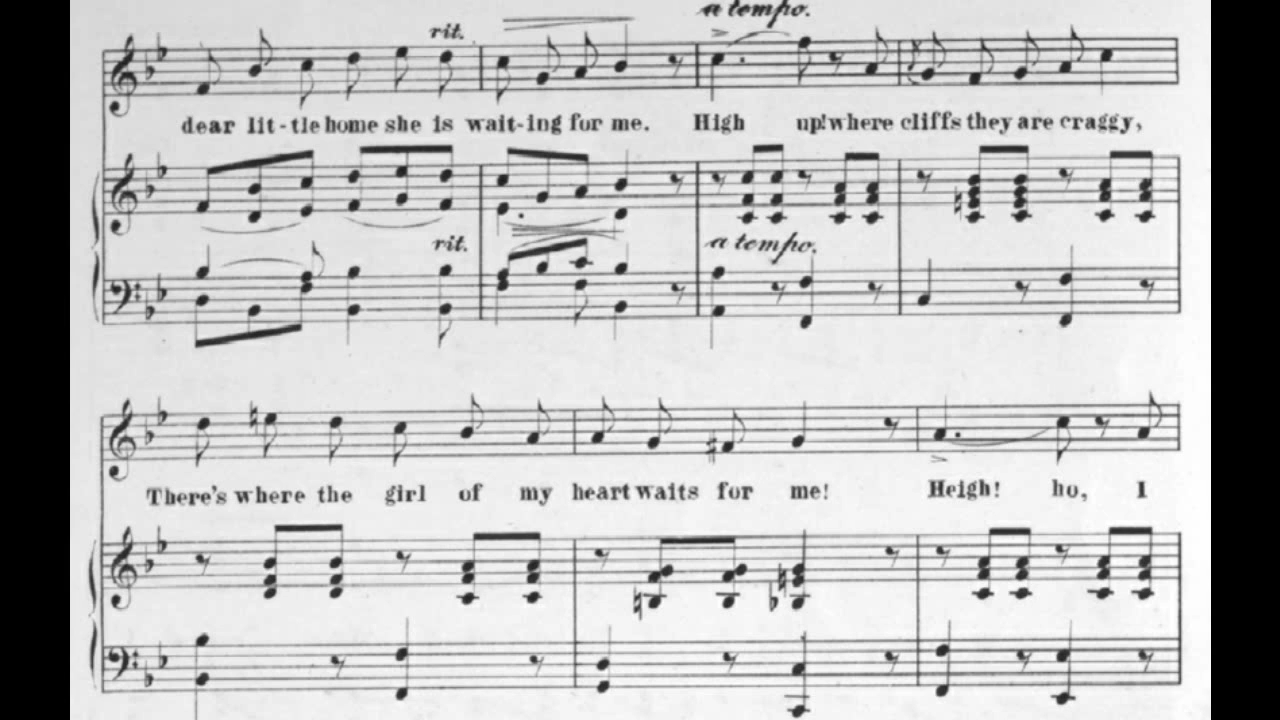 rit.
a tempo.
dear lit-tle home she is wait-ing for me. High up! where cliffs they are craggy,
rit.
a tempo.
There's where the girl of my heart waits for me! Heigh! ho, I